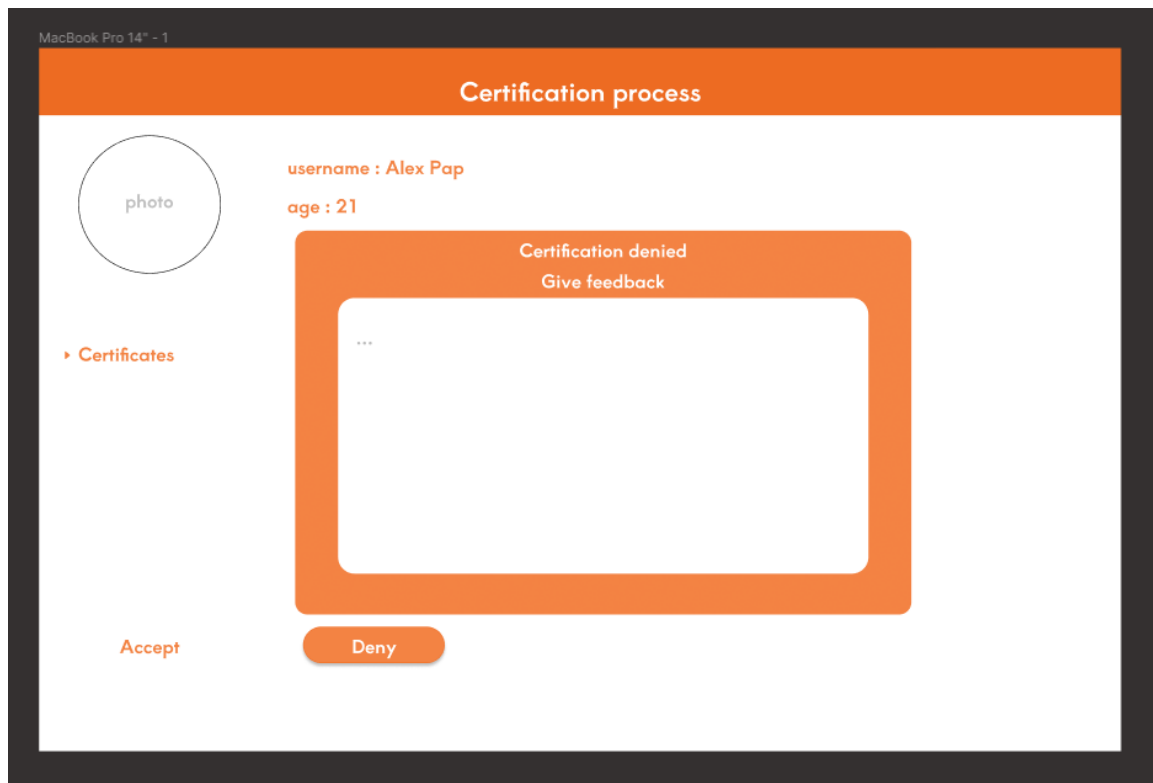 MacBook Pro 14" - 1
Certification process
photo
username : Alex Pap
age : 21
Certification denied
Give feedback
...
Certificates
Accept
Deny